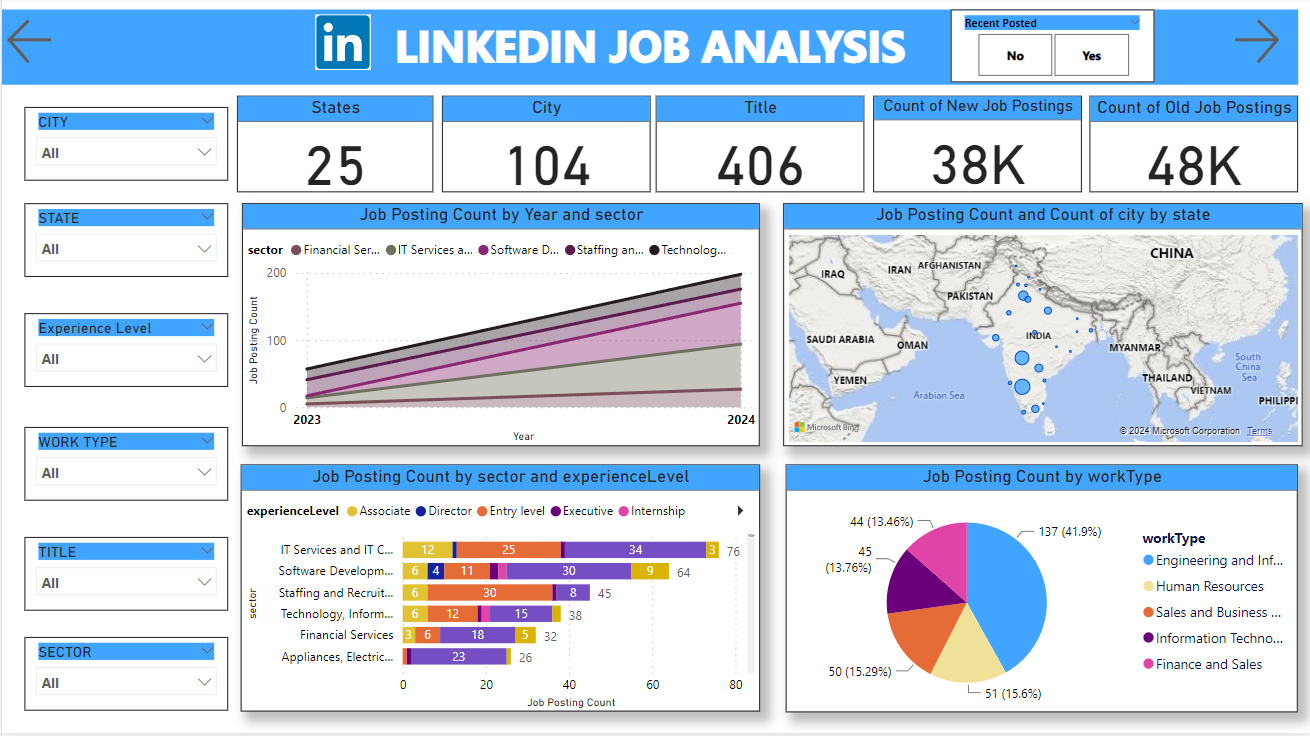 in LINKEDIN JOB ANALYSIS
Recent Posted
No
Yes
CITY
All
STATE
All
Experience Level
All
WORK TYPE
All
TITLE
All
SECTOR
All
States
25
City
104
Title
406
Count of New Job Postings
38K
Count of Old Job Postings
48K
Job Posting Count by Year and sector
sector Financial Ser... IT Services a... Software D... Staffing an... Technolog...
Job Posting Count
200
100
0
2023
2024
Year
Job Posting Count and Count of city by state
CHINA
IRAQ
IRAN
AFGHANISTAN
PAKISTAN
SAUDI ARABIA
OMAN
INDIA
MYANMAR
YEMEN
Arabian Sea
THAILAND
VIETNAM
South
China
Sea
PHILIPPI
Microsoft Bing
© 2024 Microsoft Corporation Terms
Job Posting Count by sector and experienceLevel
experienceLevel Associate Director Entry level Executive Internship
sector
IT Services and IT C... 12 25 34 3 76
Software Developm... 6 4 11 30 9 64
Staffing and Recruit... 6 30 8 45
Technology, Inform... 6 12 15 38
Financial Services 3 6 18 5 32
Appliances, Electric... 23 26
0 20 40 60 80
Job Posting Count
Job Posting Count by workType
44 (13.46%)
137 (41.9%)
45
(13.76%)
50 (15.29%)
51 (15.6%)
workType
Engineering and Inf...
Human Resources
Sales and Business ...
Information Techno...
Finance and Sales